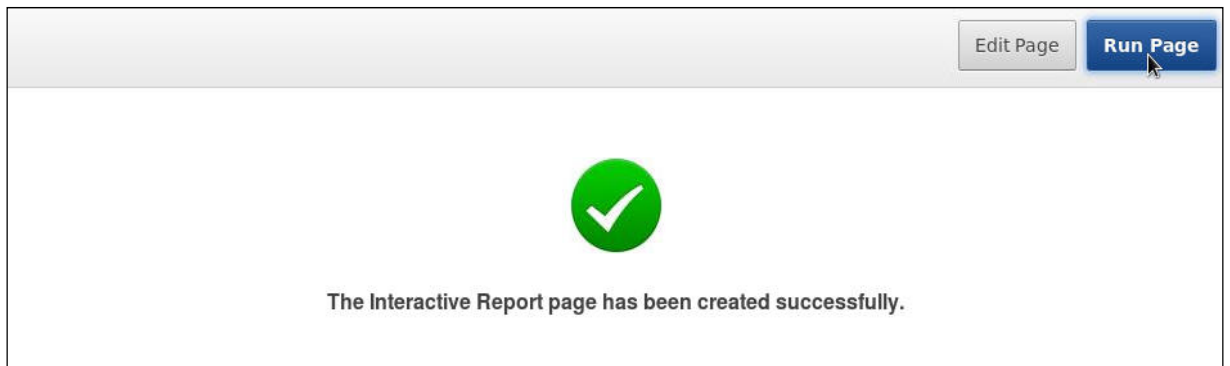 Edit Page
Run Page
The Interactive Report page has been created successfully.